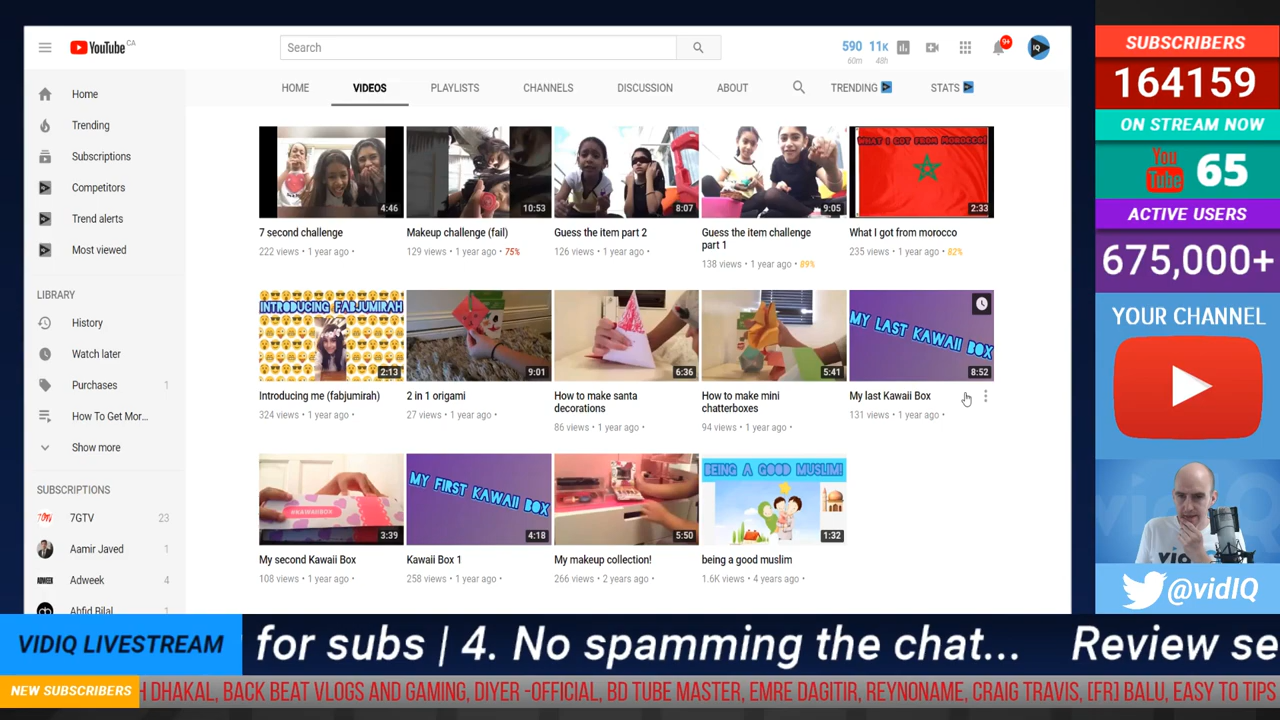 YouTube CA
Search
590 11K
60m 48h
9+
IQ
HOME VIDEOS PLAYLISTS CHANNELS DISCUSSION ABOUT TRENDING STATS
Home
Trending
Subscriptions
Competitors
Trend alerts
Most viewed
LIBRARY
History
Watch later
Purchases 1
How To Get Mor...
Show more
SUBSCRIPTIONS
7GTV 23
Aamir Javed 1
ADWEEK Adweek 4
Ahfid Bilal 1
4:46
7 second challenge
222 views • 1 year ago •
10:53
Makeup challenge (fail)
129 views • 1 year ago • 75%
8:07
Guess the item part 2
126 views • 1 year ago •
9:05
Guess the item challenge
part 1
138 views • 1 year ago • 89%
WHAT I GOT FROM MOROCCO!
2:33
What I got from morocco
235 views • 1 year ago • 82%
INTRODUCING FABJUMIRAH
2:13
Introducing me (fabjumirah)
324 views • 1 year ago •
9:01
2 in 1 origami
27 views • 1 year ago •
6:36
How to make santa
decorations
86 views • 1 year ago •
5:41
How to make mini
chatterboxes
94 views • 1 year ago •
MY LAST KAWAII BOX
8:52
My last Kawaii Box
131 views • 1 year ago •
#KAWAIIBOX
3:39
My second Kawaii Box
108 views • 1 year ago •
MY FIRST KAWAII BOX
4:18
Kawaii Box 1
258 views • 1 year ago •
5:50
My makeup collection!
266 views • 2 years ago •
BEING A GOOD MUSLIM!
1:32
being a good muslim
1.6K views • 4 years ago •
SUBSCRIBERS
164159
ON STREAM NOW
You Tube 65
ACTIVE USERS
675,000+
YOUR CHANNEL
@vidIQ
VIDIQ LIVESTREAM for subs | 4. No spamming the chat... Review se
NEW SUBSCRIBERS H DHAKAL, BACK BEAT VLOGS AND GAMING, DIYER -OFFICIAL, BD TUBE MASTER, EMRE DAGITIR, REYNONAME, CRAIG TRAVIS, [FR] BALU, EASY TO TIPS